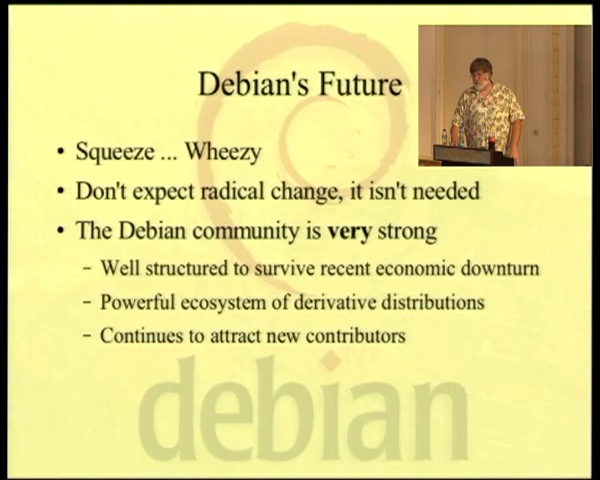 Debian's Future
• Squeeze ... Wheezy
• Don't expect radical change, it isn't needed
• The Debian community is very strong
– Well structured to survive recent economic downturn
– Powerful ecosystem of derivative distributions
– Continues to attract new contributors
debian